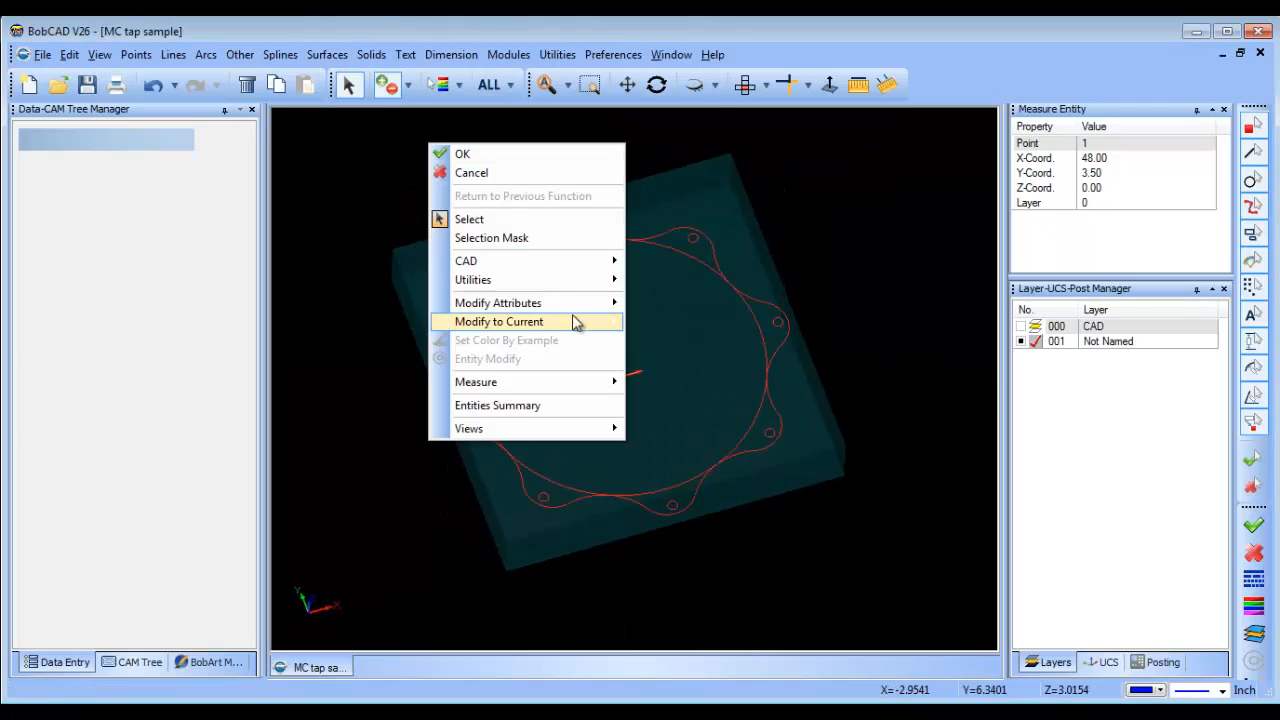 BobCAD V26 - [MC tap sample]
File Edit View Points Lines Arcs Other Splines Surfaces Solids Text Dimension Modules Utilities Preferences Window Help
ALL
Data-CAM Tree Manager
OK
Cancel
Return to Previous Function
Select
Selection Mask
CAD
Utilities
Modify Attributes
Modify to Current
Set Color By Example
Entity Modify
Measure
Entities Summary
Views
Y
X
Measure Entity
Property Value
Point 1
X-Coord. 48.00
Y-Coord. 3.50
Z-Coord. 0.00
Layer 0
Layer-UCS-Post Manager
No. Layer
000 CAD
001 Not Named
Data Entry CAM Tree BobArt M...
MC tap sa...
Layers UCS Posting
X=-2.9541 Y=6.3401 Z=3.0154 Inch